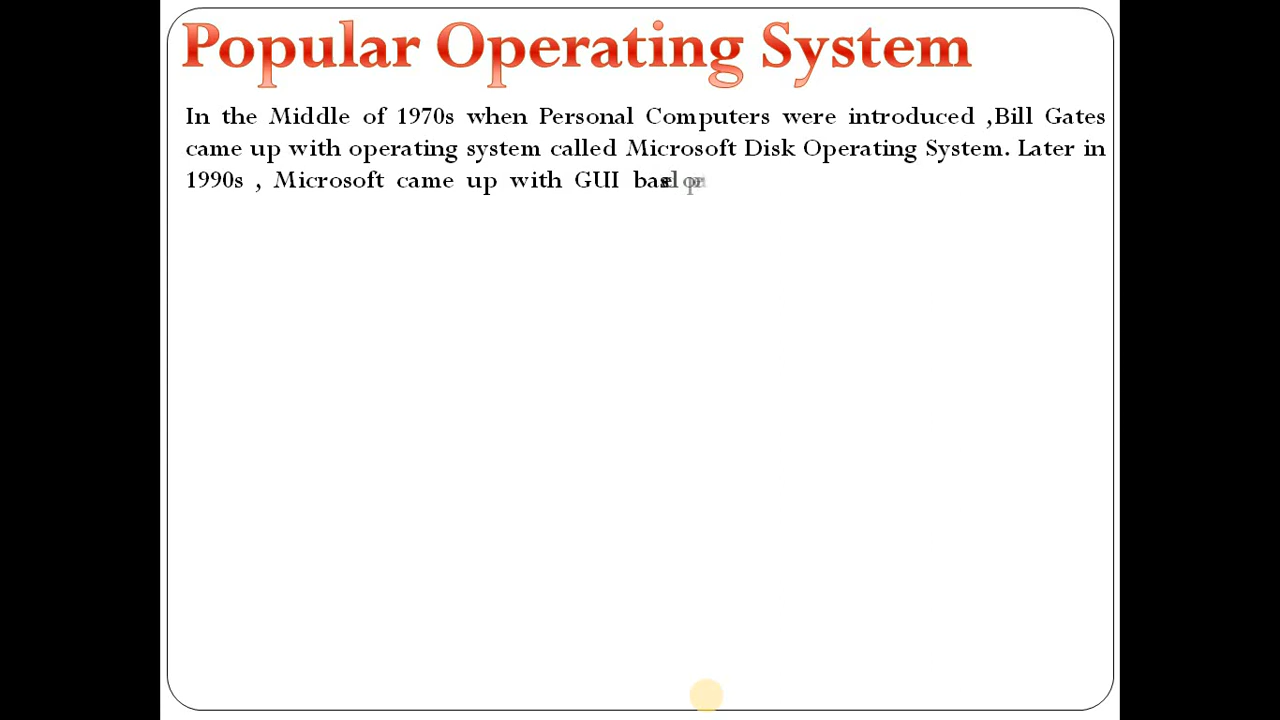 Popular Operating System
In the Middle of 1970s when Personal Computers were introduced ,Bill Gates
came up with operating system called Microsoft Disk Operating System. Later in
1990s , Microsoft came up with GUI based